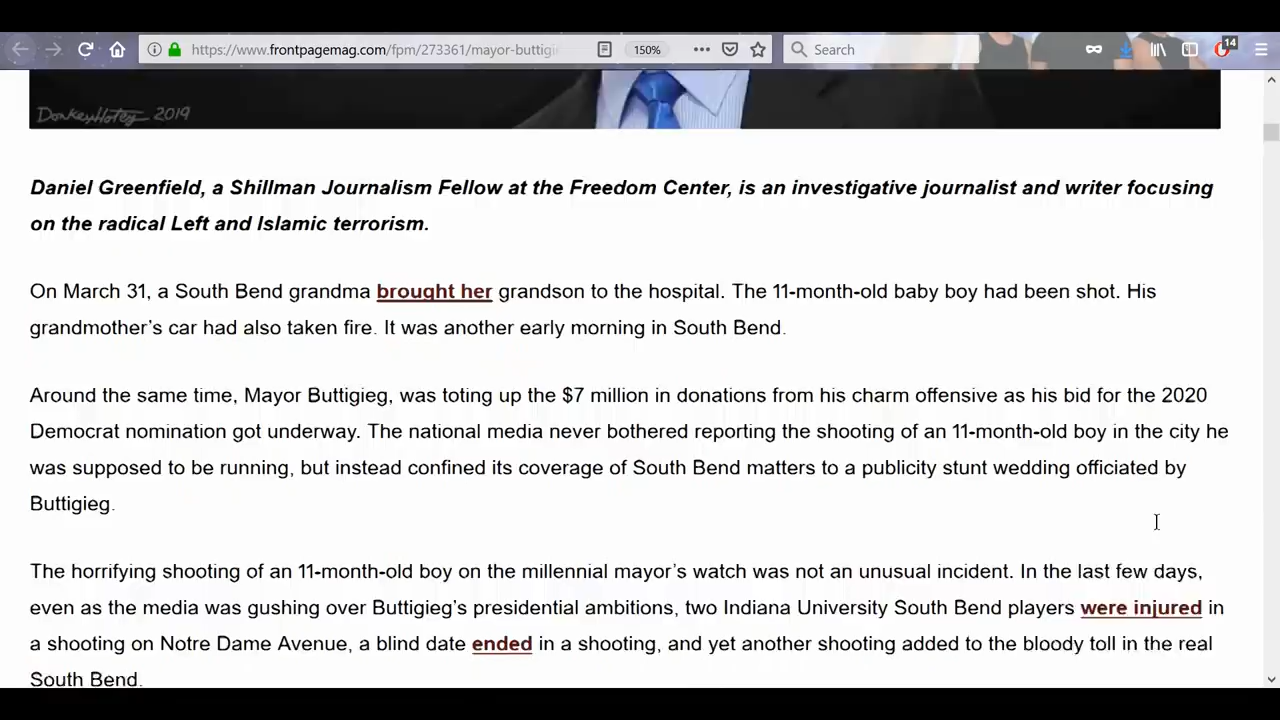 https://www.frontpagemag.com/fpm/273361/mayor-buttigi
150%
Search
14
DonkeyHotey 2019
Daniel Greenfield, a Shillman Journalism Fellow at the Freedom Center, is an investigative journalist and writer focusing
on the radical Left and Islamic terrorism.
On March 31, a South Bend grandma brought her grandson to the hospital. The 11-month-old baby boy had been shot. His
grandmother’s car had also taken fire. It was another early morning in South Bend.
Around the same time, Mayor Buttigieg, was toting up the $7 million in donations from his charm offensive as his bid for the 2020
Democrat nomination got underway. The national media never bothered reporting the shooting of an 11-month-old boy in the city he
was supposed to be running, but instead confined its coverage of South Bend matters to a publicity stunt wedding officiated by
Buttigieg.
The horrifying shooting of an 11-month-old boy on the millennial mayor’s watch was not an unusual incident. In the last few days,
even as the media was gushing over Buttigieg’s presidential ambitions, two Indiana University South Bend players were injured in
a shooting on Notre Dame Avenue, a blind date ended in a shooting, and yet another shooting added to the bloody toll in the real
South Bend.